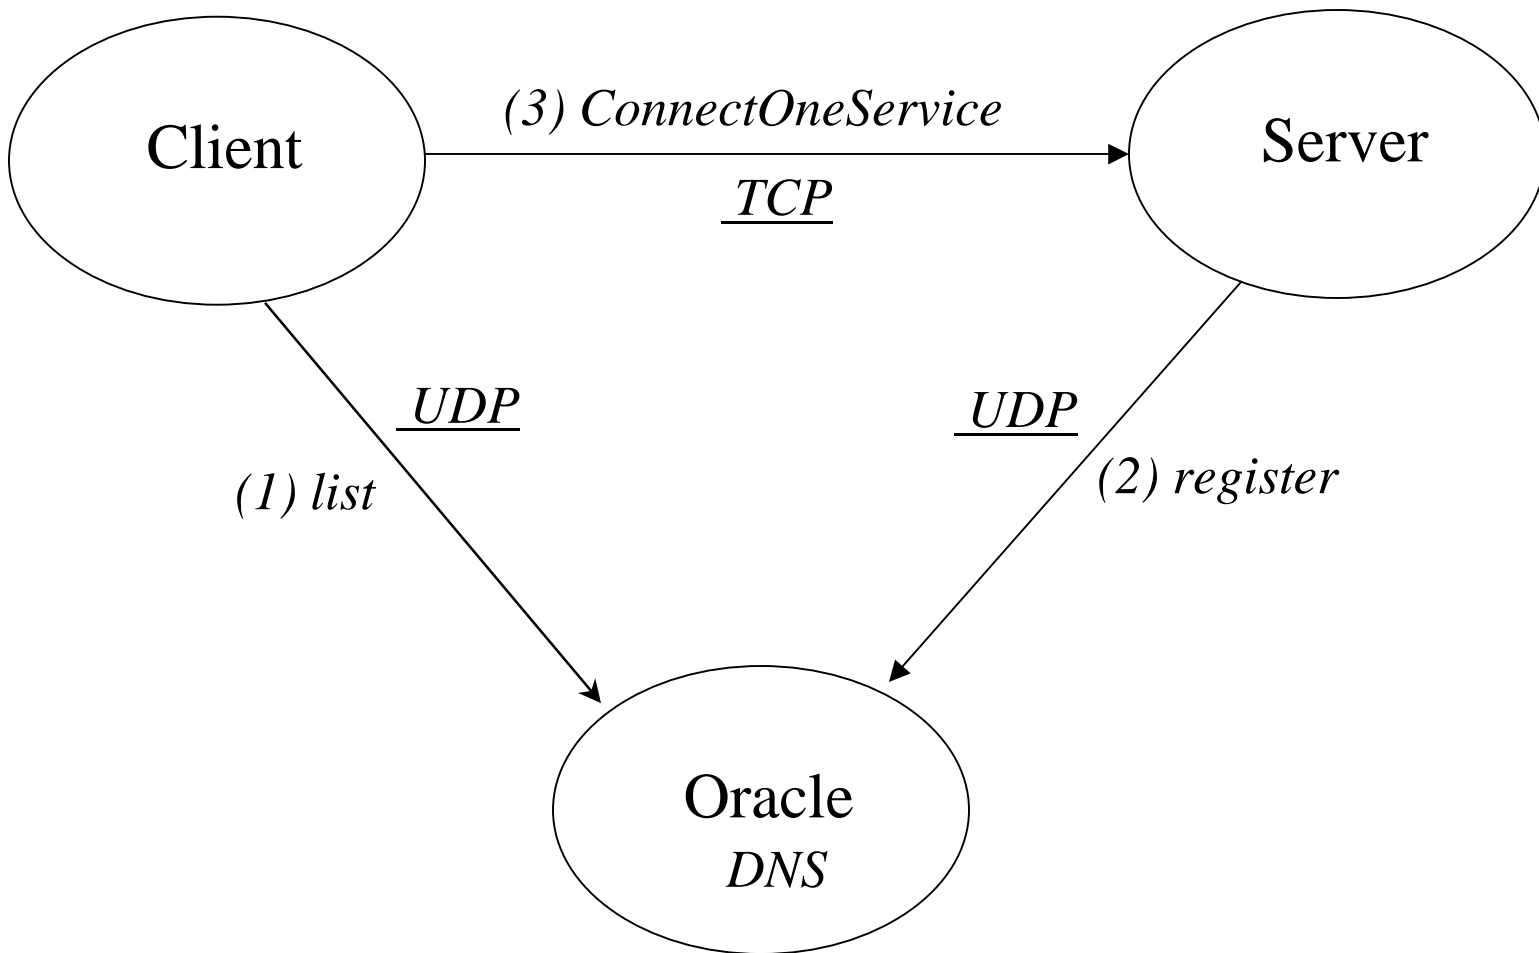 (3) ConnectOneService
Client
Server
TCP
UDP
UDP
(1) list
(2) register
Oracle
DNS